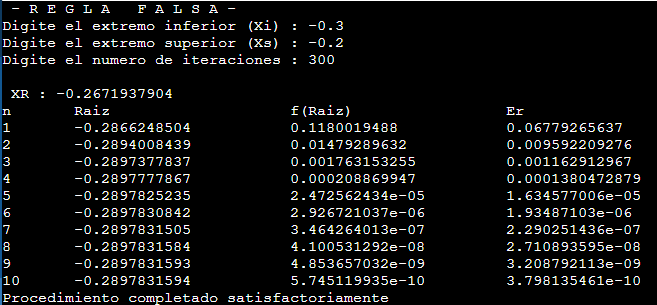 - R E G L A   F A L S A -
Digite el extremo inferior (Xi) : -0.3
Digite el extremo superior (Xs) : -0.2
Digite el numero de iteraciones : 300
XR : -0.2671937904
n Raiz f(Raiz) Er
1 -0.2866248504 0.1180019488 0.06779265637
2 -0.2894008439 0.01479289632 0.009592209276
3 -0.2897377837 0.001763153255 0.001162912967
4 -0.2897777867 0.000208869947 0.0001380472879
5 -0.2897825235 2.472562434e-05 1.634577006e-05
6 -0.2897830842 2.926721037e-06 1.93487103e-06
7 -0.2897831505 3.464264013e-07 2.290251436e-07
8 -0.2897831584 4.100531292e-08 2.710893595e-08
9 -0.2897831593 4.853657032e-09 3.208792113e-09
10 -0.2897831594 5.745119935e-10 3.798135461e-10
Procedimiento completado satisfactoriamente